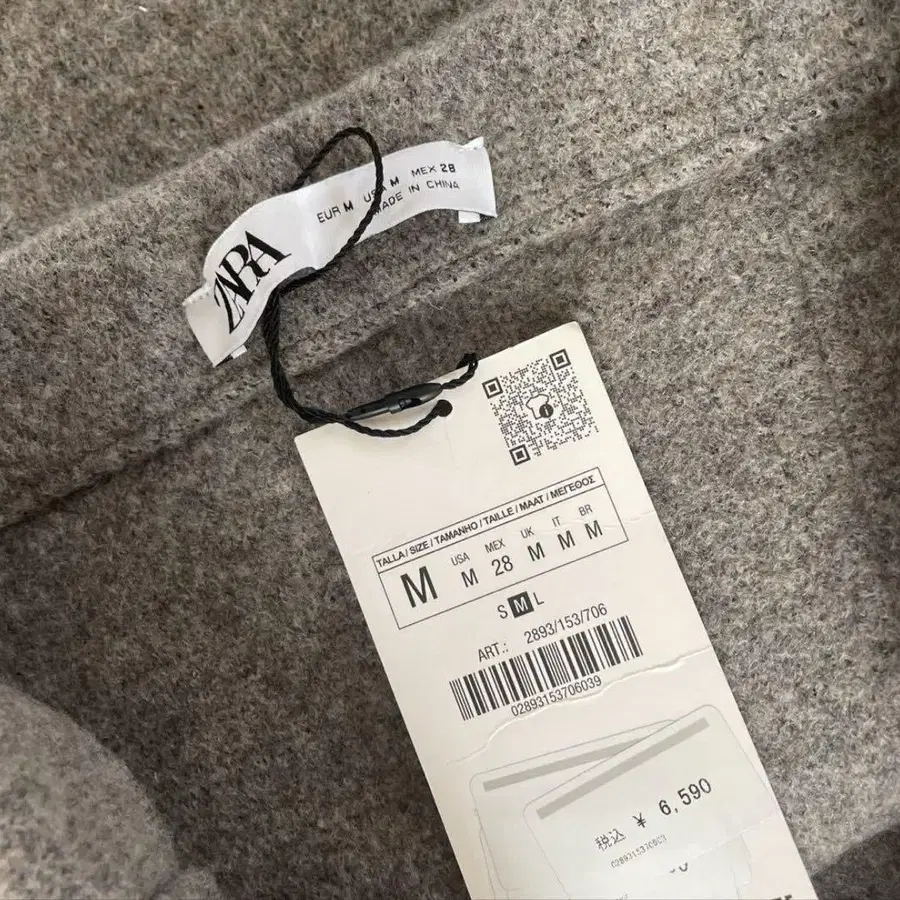 ZARA
EUR M USA M MEX 28
MADE IN CHINA
TALLA / SIZE / TAMANHO / TAILLE / MAAT / ΜΕΓΕΘΟΣ
USA MEX UK IT BR
M M 28 M M M
S M L
ART.: 2893/153/706
02893153706039
税込 ¥ 6,590